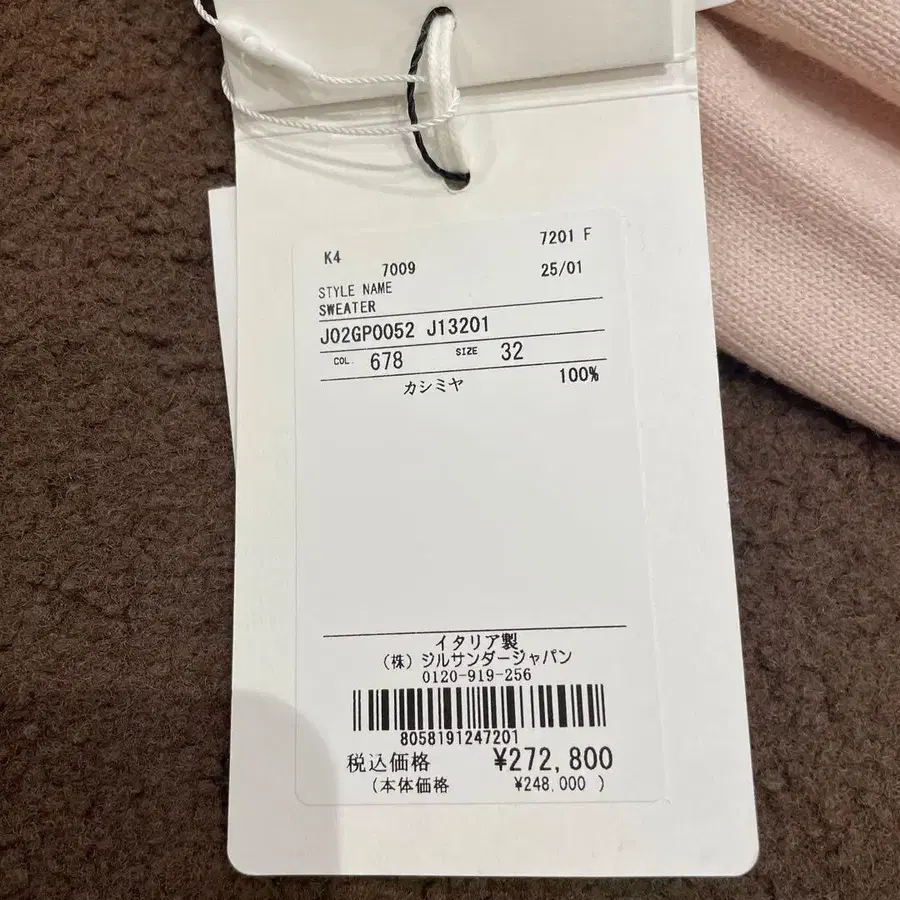 K4 7201 F
7009 25/01
STYLE NAME
SWEATER
J02GP0052 J13201
COL. 678 SIZE 32
カシミヤ 100%
イタリア製
(株) ジルサンダージャパン
0120-919-256
8058191247201
税込価格 ¥272,800
(本体価格 ¥248,000 )